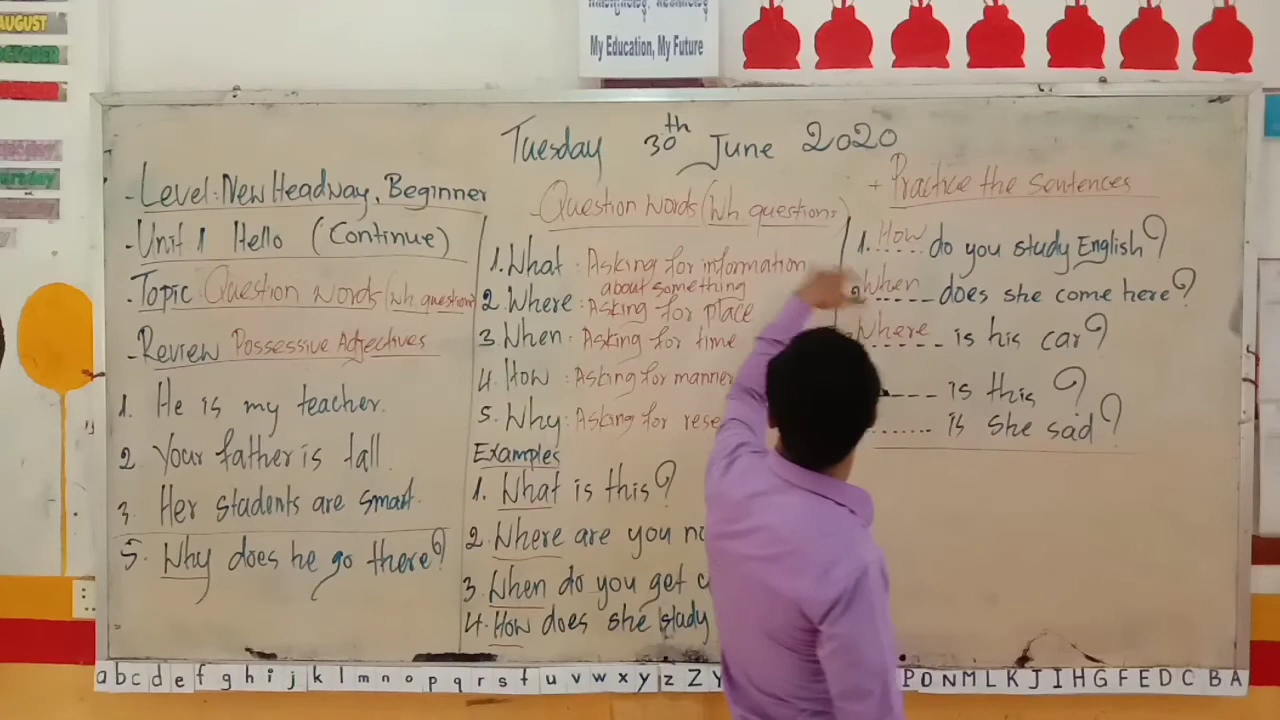 AUGUST
OCTOBER
My Education, My Future
Tuesday 30th June 2020
- Level: New Headway, Beginner
- Unit 1 Hello (Continue)
- Topic: Question Words (Wh questions)
- Review Possessive Adjectives
1. He is my teacher.
2. Your father is tall.
3. Her students are smart.
5. Why does he go there?
- Question Words (Wh questions)
1. What : Asking for information
about something
2. Where : Asking for place
3. When : Asking for time
4. How : Asking for manner
5. Why : Asking for
Examples
1. What is this?
2. Where are you
3. When do you get
4. How does she study
+ Practice the sentences
1. How do you study English?
When does she come here?
Where is his car?
is this?
is she sad?
a b c d e f g h i j k l m n o p q r s t u v w x y z Z Y
P O N M L K J I H G F E D C B A